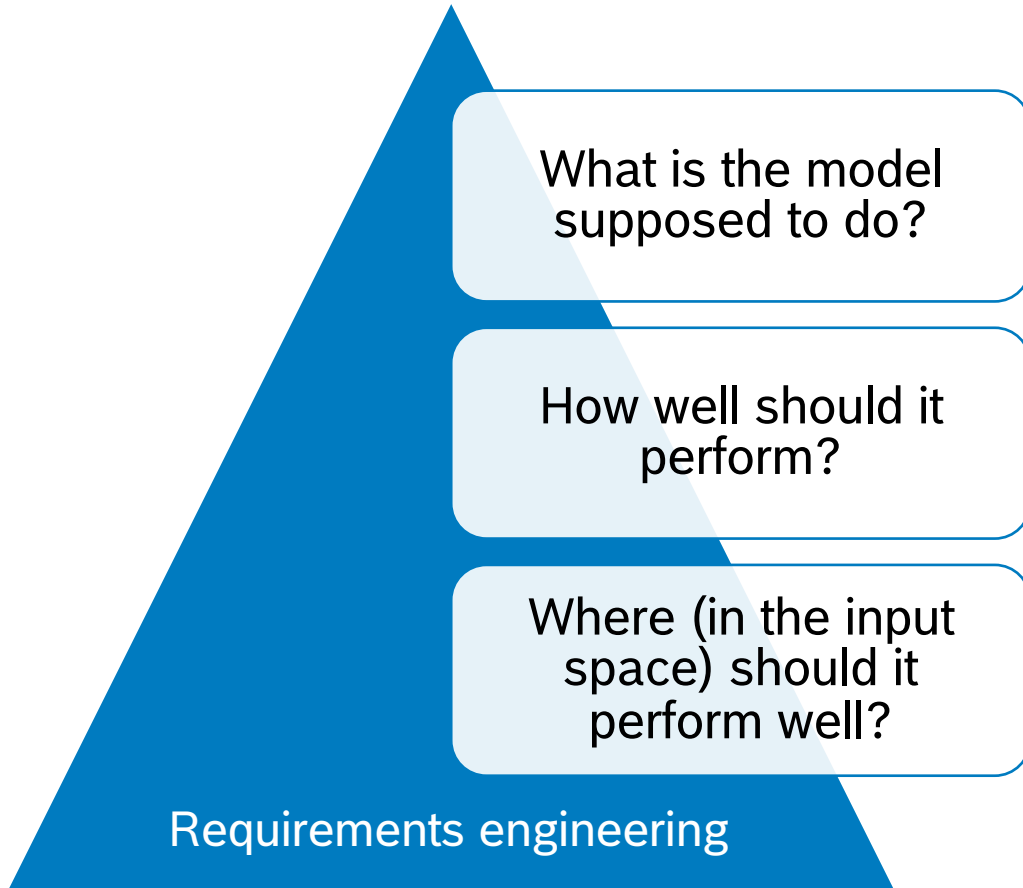 What is the model
supposed to do?
How well should it
perform?
Where (in the input
space) should it
perform well?
Requirements engineering